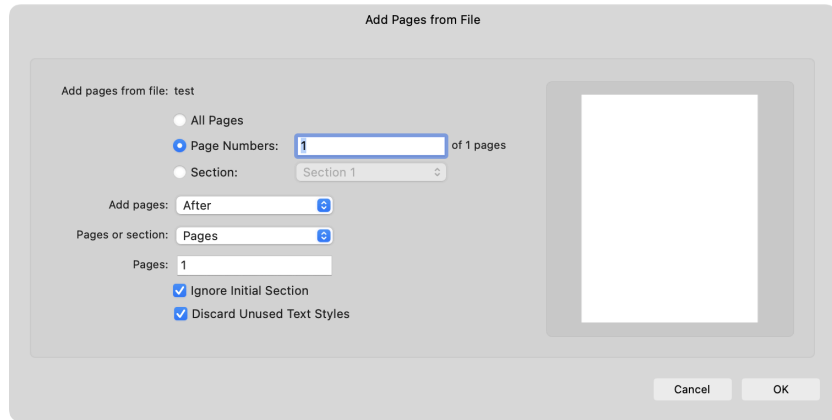 Add Pages from File
Add pages from file: test
All Pages
Page Numbers: 1 of 1 pages
Section: Section 1
Add pages: After
Pages or section: Pages
Pages: 1
Ignore Initial Section
Discard Unused Text Styles
Cancel OK